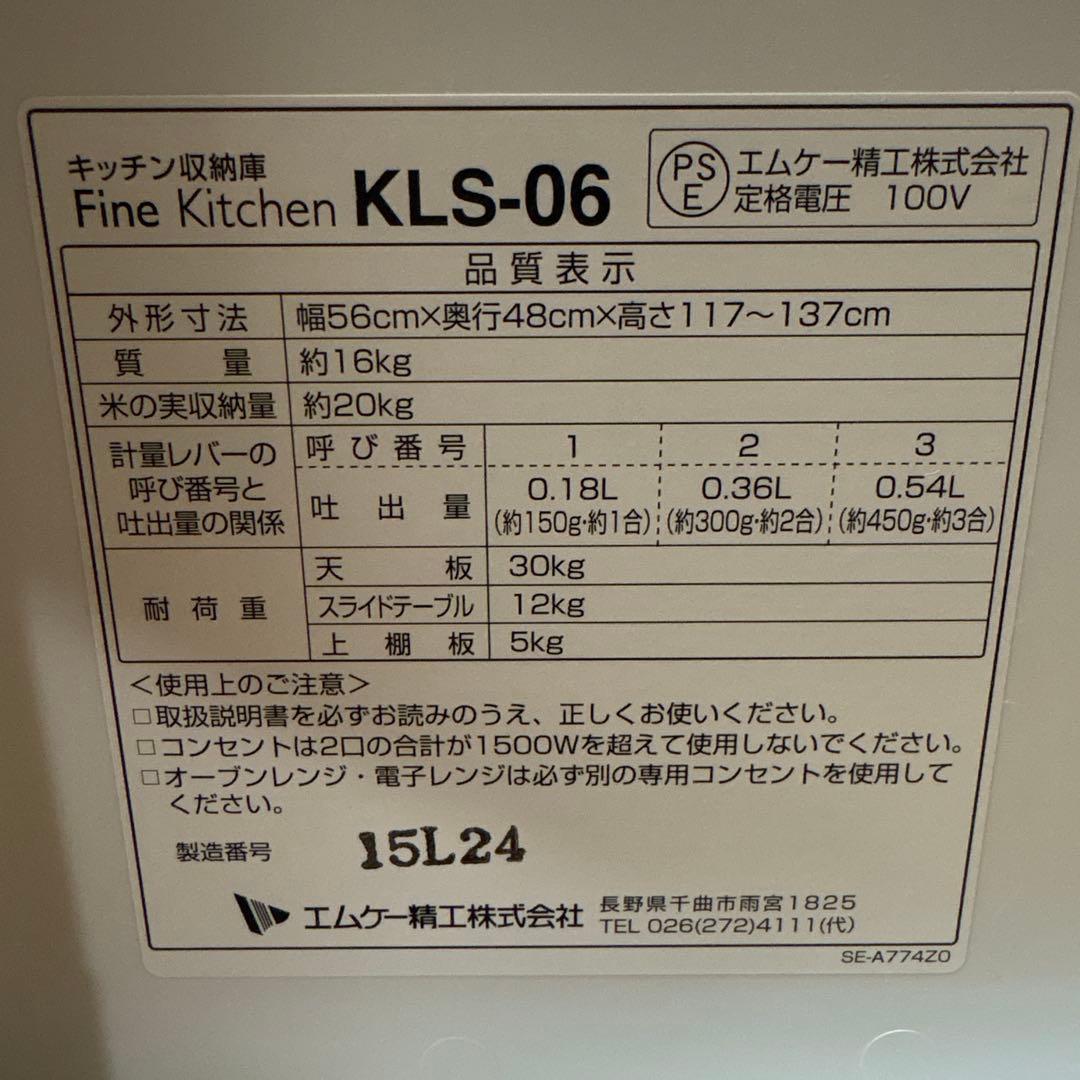 キッチン収納庫
Fine Kitchen KLS-06
PS
E
エムケー精工株式会社
定格電圧 100V
品質表示
外形寸法 幅56cm×奥行48cm×高さ117〜137cm
質量 約16kg
米の実収納量 約20kg
計量レバーの
呼び番号と
吐出量の関係
呼び番号 1 2 3
吐出量 0.18L 0.36L 0.54L
(約150g·約1合) (約300g·約2合) (約450g·約3合)
耐荷重
天板 30kg
スライドテーブル 12kg
上棚板 5kg
＜使用上のご注意＞
□取扱説明書を必ずお読みのうえ、正しくお使いください。
□コンセントは2口の合計が1500Wを超えて使用しないでください。
□オーブンレンジ・電子レンジは必ず別の専用コンセントを使用して
ください。
製造番号 15L24
エムケー精工株式会社
長野県千曲市雨宮1825
TEL 026(272)4111(代)
SE-A774Z0